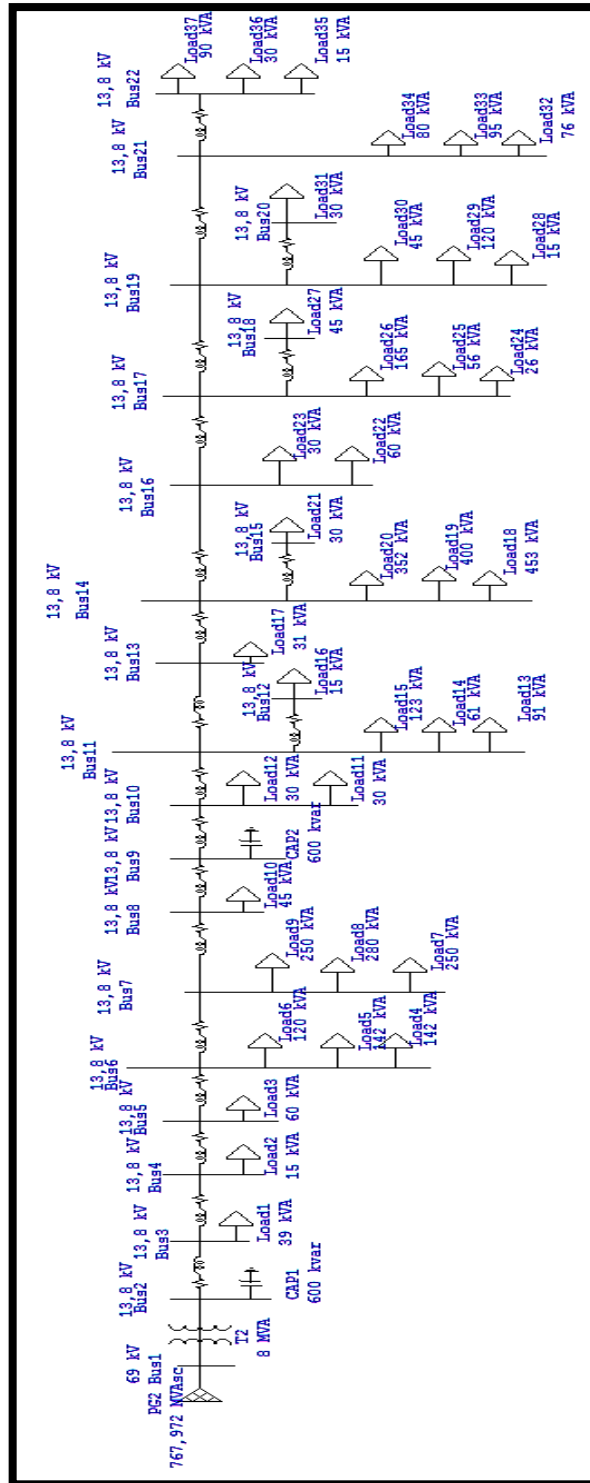 767,972 MVAsc
PG2
69 kV
Bus1
T2
8 MVA
13,8 kV
Bus2
CAP1
600 kvar
13,8 kV
Bus3
Load1
39 kVA
13,8 kV
Bus4
Load2
15 kVA
13,8 kV
Bus5
Load3
60 kVA
13,8 kV
Bus6
Load6
120 kVA
Load5
142 kVA
Load4
142 kVA
13,8 kV
Bus7
Load9
250 kVA
Load8
280 kVA
Load7
250 kVA
13,8 kV
Bus8
Load10
45 kVA
13,8 kV
Bus9
CAP2
600 kvar
13,8 kV
Bus10
Load12
30 kVA
Load11
30 kVA
13,8 kV
Bus11
13,8 kV
Bus12
Load16
15 kVA
Load15
123 kVA
Load14
61 kVA
Load13
91 kVA
13,8 kV
Bus13
Load17
31 kVA
13,8 kV
Bus14
13,8 kV
Bus15
Load21
30 kVA
Load20
352 kVA
Load19
400 kVA
Load18
453 kVA
13,8 kV
Bus16
Load23
30 kVA
Load22
60 kVA
13,8 kV
Bus17
13,8 kV
Bus18
Load27
45 kVA
Load26
165 kVA
Load25
56 kVA
Load24
26 kVA
13,8 kV
Bus19
13,8 kV
Bus20
Load31
30 kVA
Load30
45 kVA
Load29
120 kVA
Load28
15 kVA
13,8 kV
Bus21
Load34
80 kVA
Load33
95 kVA
Load32
76 kVA
13,8 kV
Bus22
Load37
90 kVA
Load36
30 kVA
Load35
15 kVA